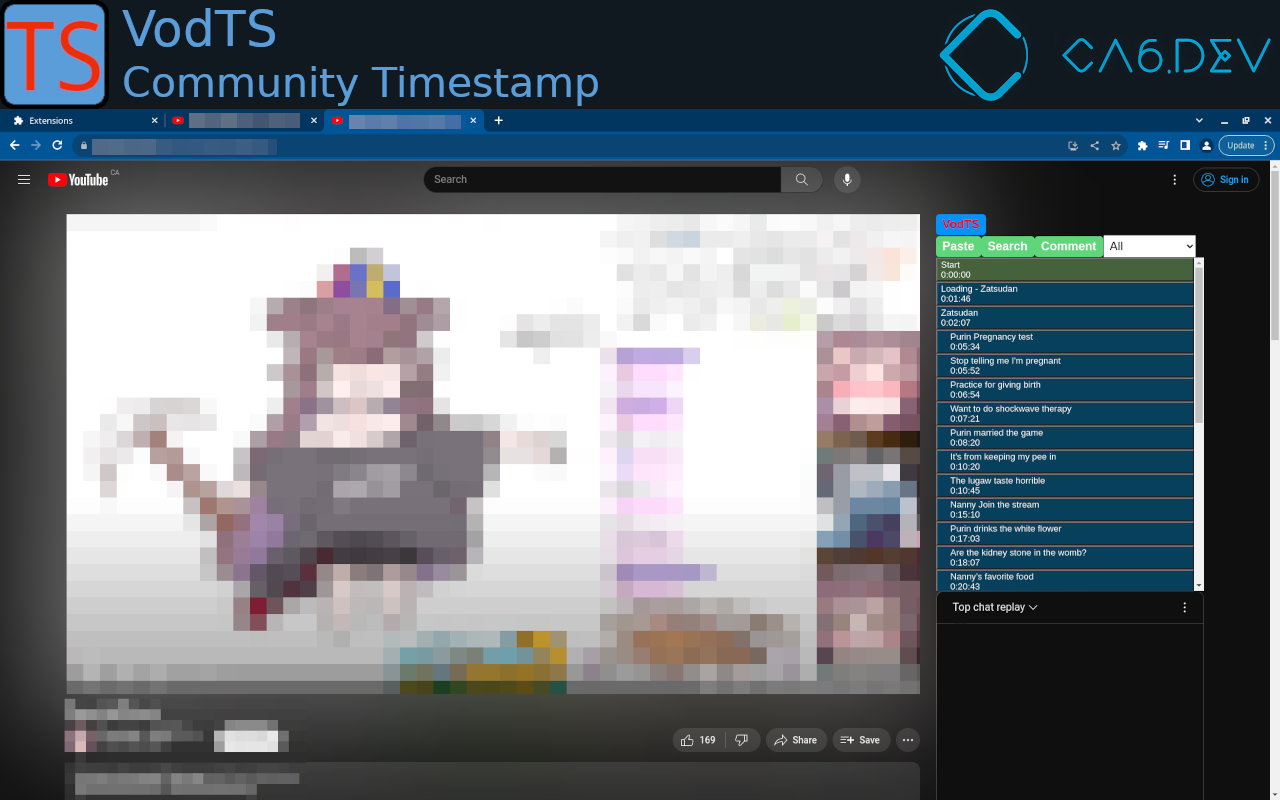 TS
VodTS
Community Timestamp
CA6.DEV
Extensions
Update
YouTube
CA
Search
Sign in
VodTS
Paste
Search
Comment
All
Start
0:00:00
Loading - Zatsudan
0:01:46
Zatsudan
0:02:07
Purin Pregnancy test
0:05:34
Stop telling me I'm pregnant
0:05:52
Practice for giving birth
0:06:54
Want to do shockwave therapy
0:07:21
Purin married the game
0:08:20
It's from keeping my pee in
0:10:20
The lugaw taste horrible
0:10:45
Nanny Join the stream
0:15:10
Purin drinks the white flower
0:17:03
Are the kidney stone in the womb?
0:18:07
Nanny's favorite food
0:20:43
Top chat replay
169
Share
Save